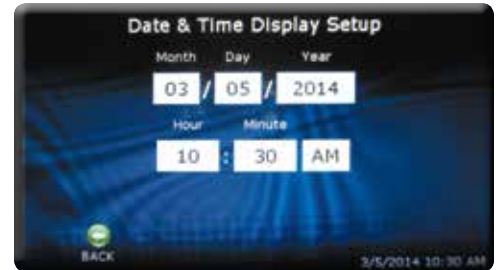 Date & Time Display Setup
Month Day Year
03 / 05 / 2014
Hour Minute
10 : 30 AM
BACK
3/5/2014 10:30 AM